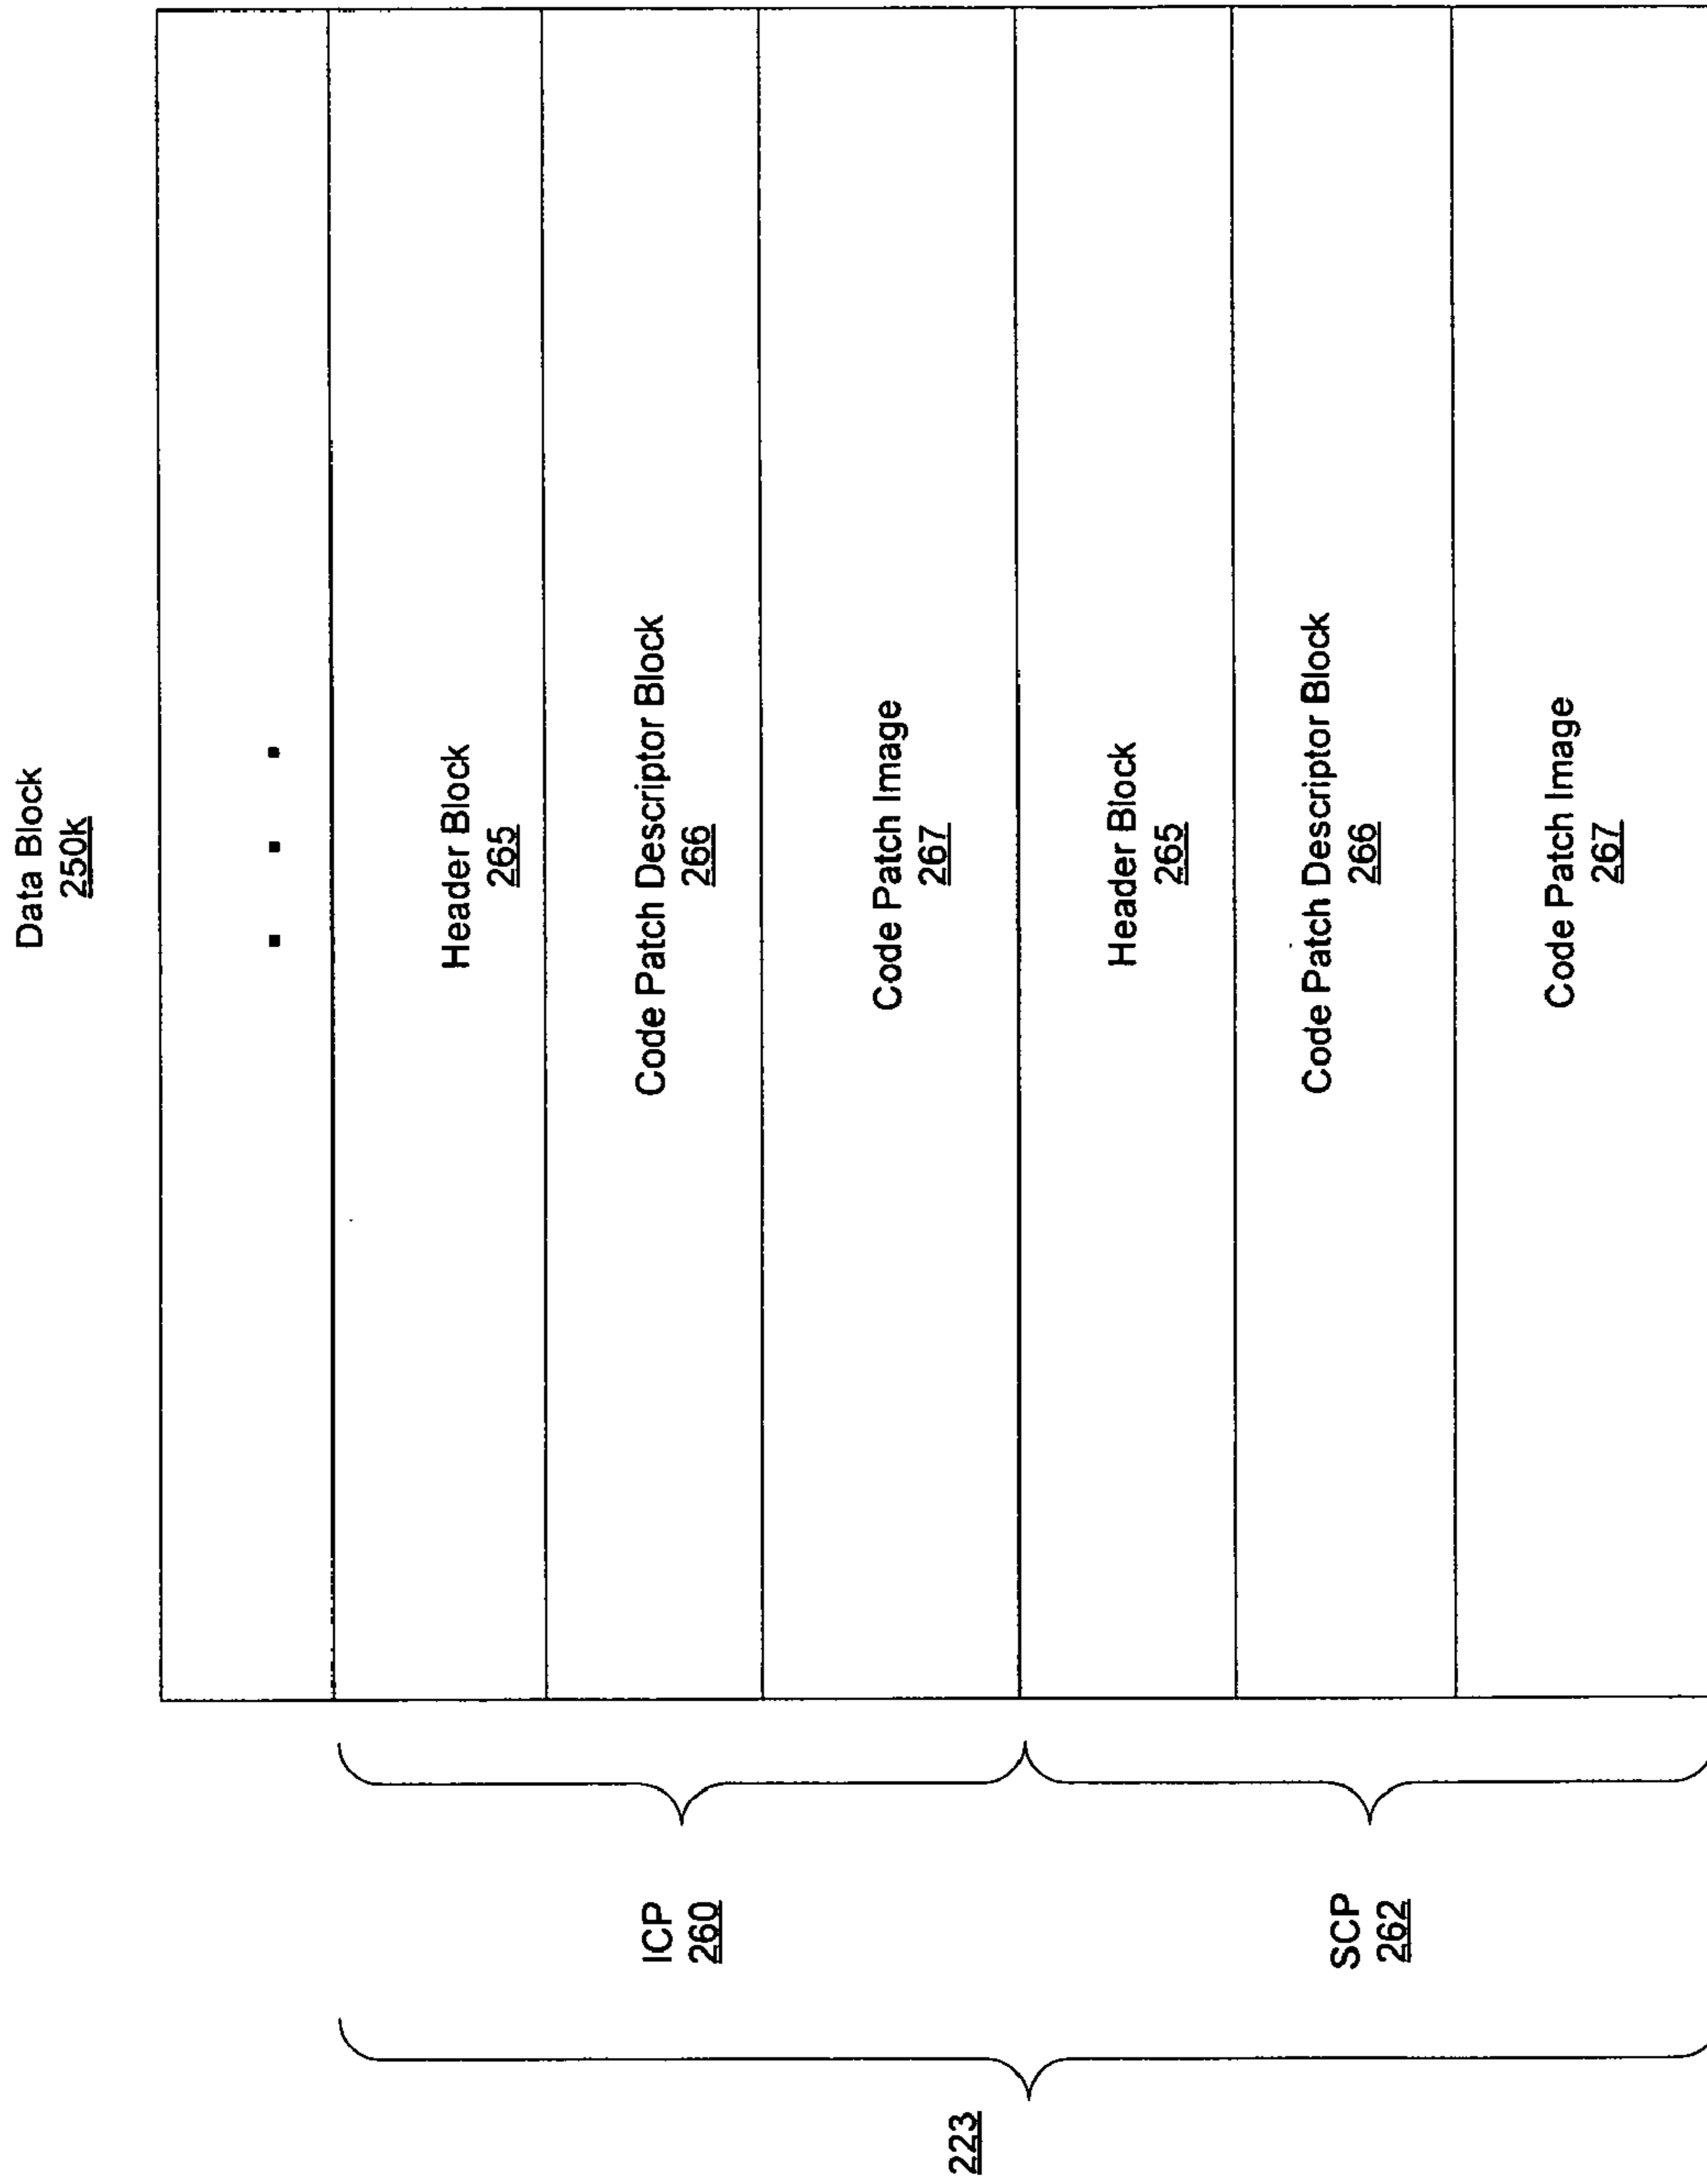 Data Block
250k
. . .
Header Block
265
Code Patch Descriptor Block
266
Code Patch Image
267
Header Block
265
Code Patch Descriptor Block
266
Code Patch Image
267
ICP
260
SCP
262
223